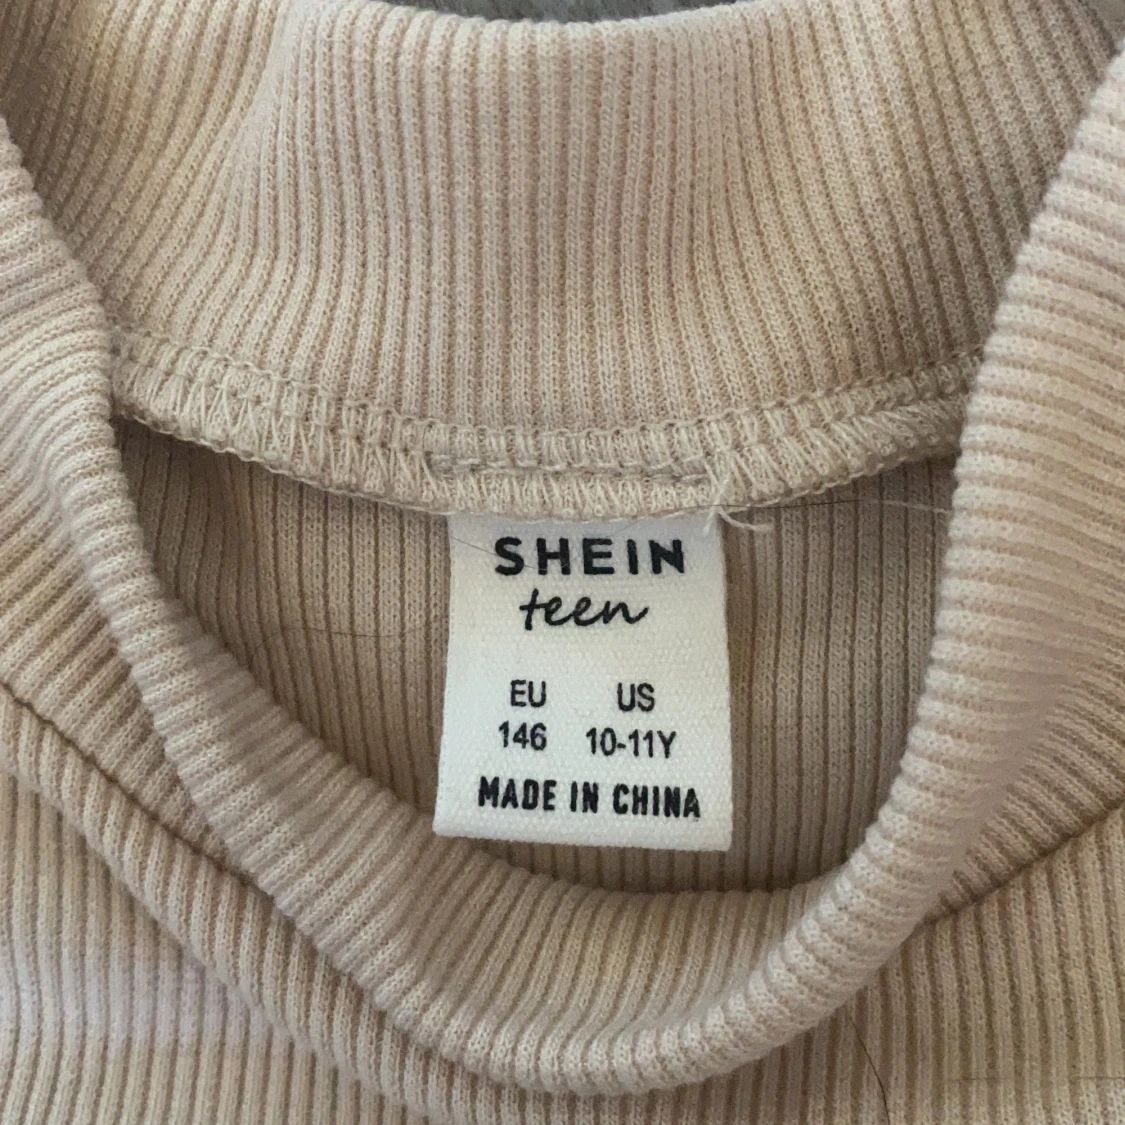 SHEIN
teen
EU US
146 10-11Y
MADE IN CHINA